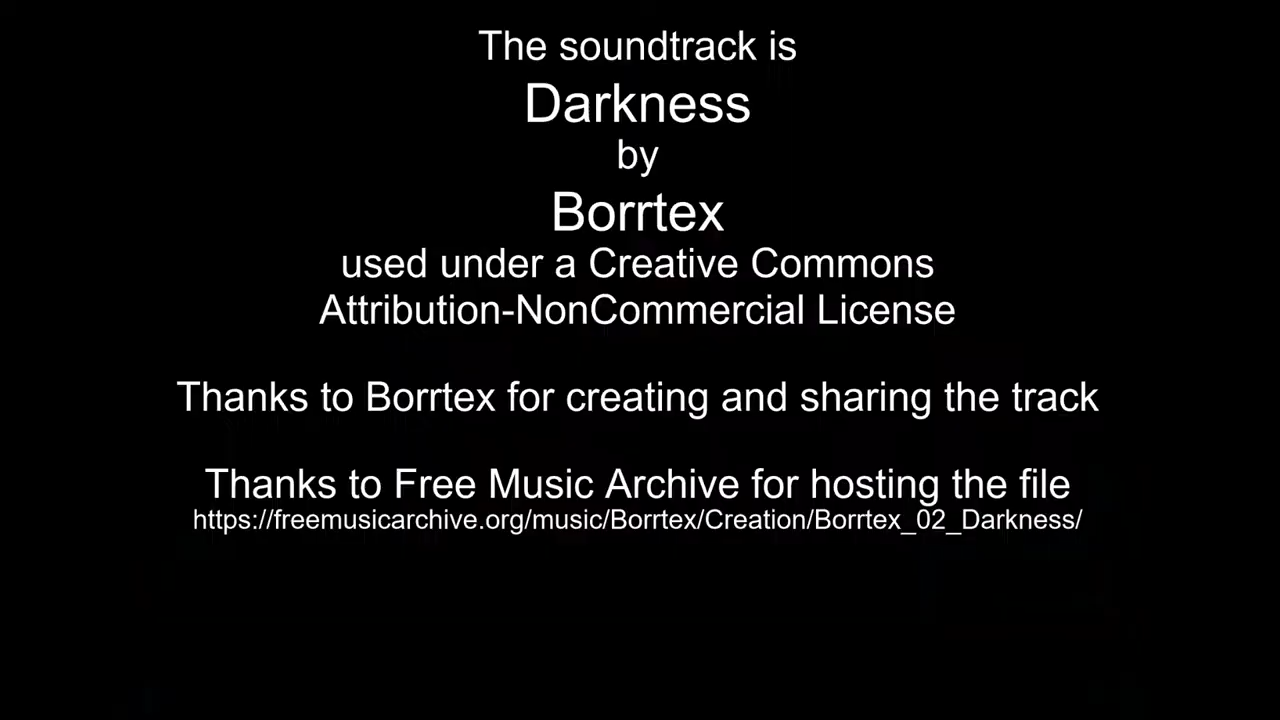 The soundtrack is
Darkness
by
Borrtex
used under a Creative Commons
Attribution-NonCommercial License
Thanks to Borrtex for creating and sharing the track
Thanks to Free Music Archive for hosting the file
https://freemusicarchive.org/music/Borrtex/Creation/Borrtex_02_Darkness/